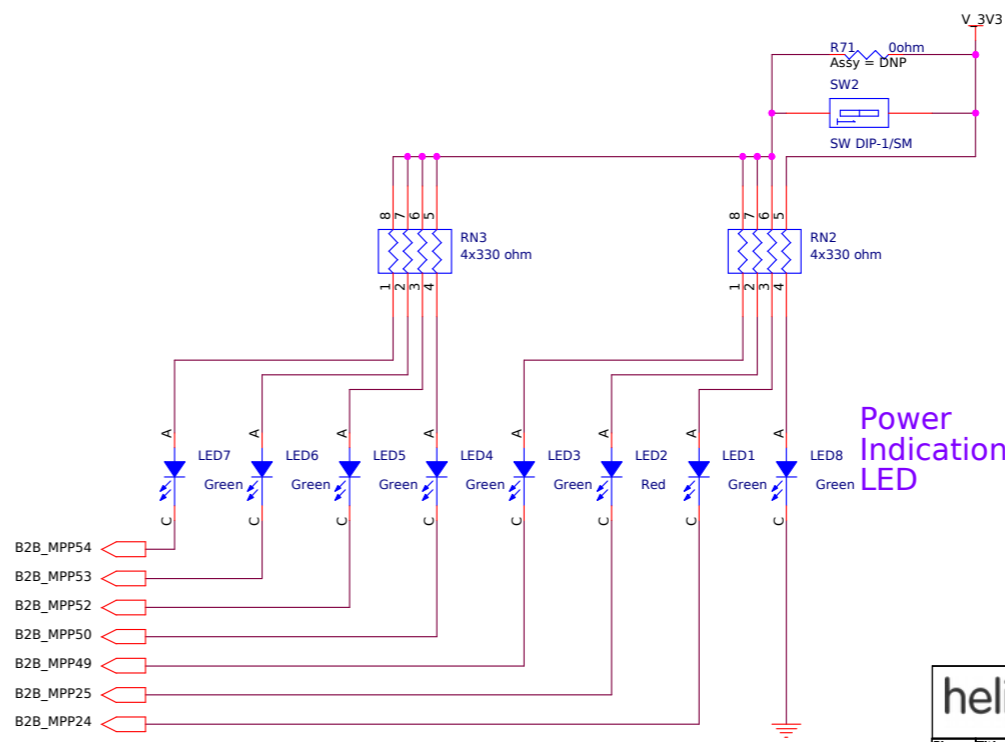 V_3V3
R71 0ohm
Assy = DNP
SW2
SW DIP-1/SM
8 7 6 5
RN3
4x330 ohm
1 2 3 4
8 7 6 5
RN2
4x330 ohm
1 2 3 4
Power
Indication
LED
A A A A A A A A
LED7 LED6 LED5 LED4 LED3 LED2 LED1 LED8
Green Green Green Green Green Red Green Green
C C C C C C C C
B2B_MPP54
B2B_MPP53
B2B_MPP52
B2B_MPP50
B2B_MPP49
B2B_MPP25
B2B_MPP24
heli